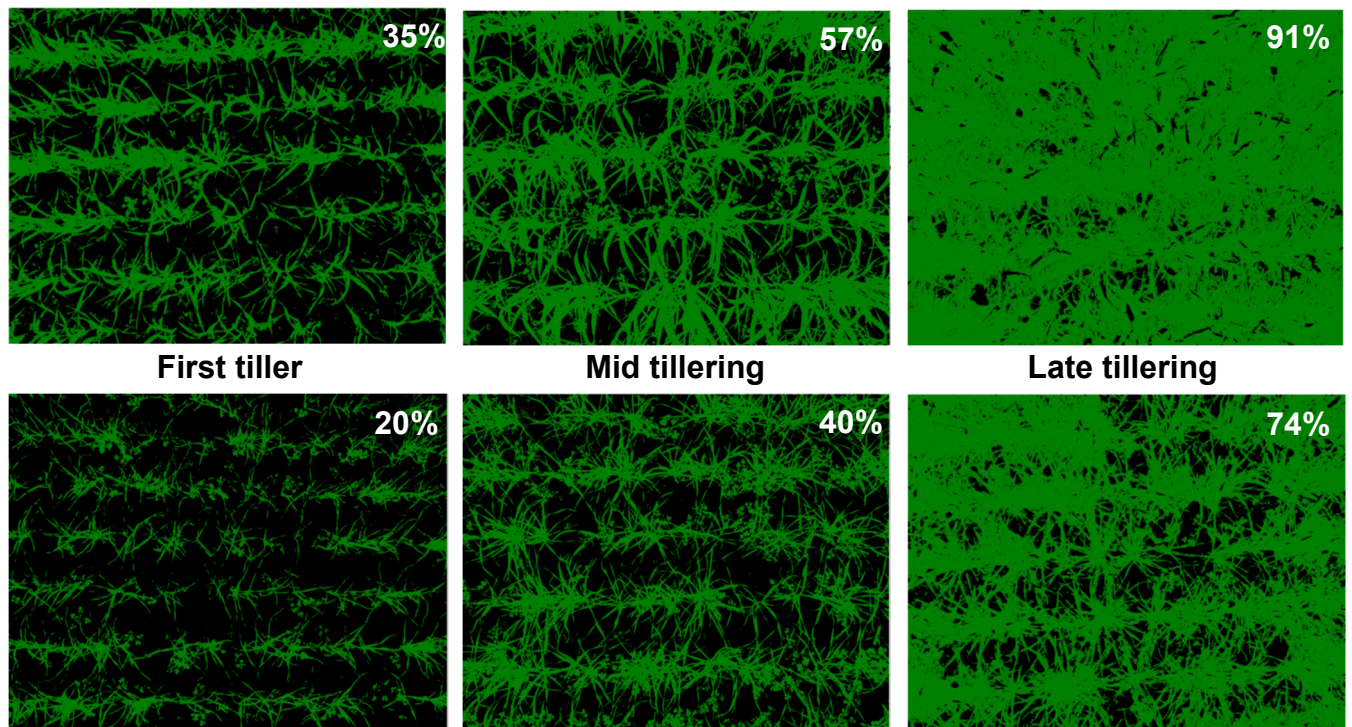 35%
57%
91%
First tiller
Mid tillering
Late tillering
20%
40%
74%